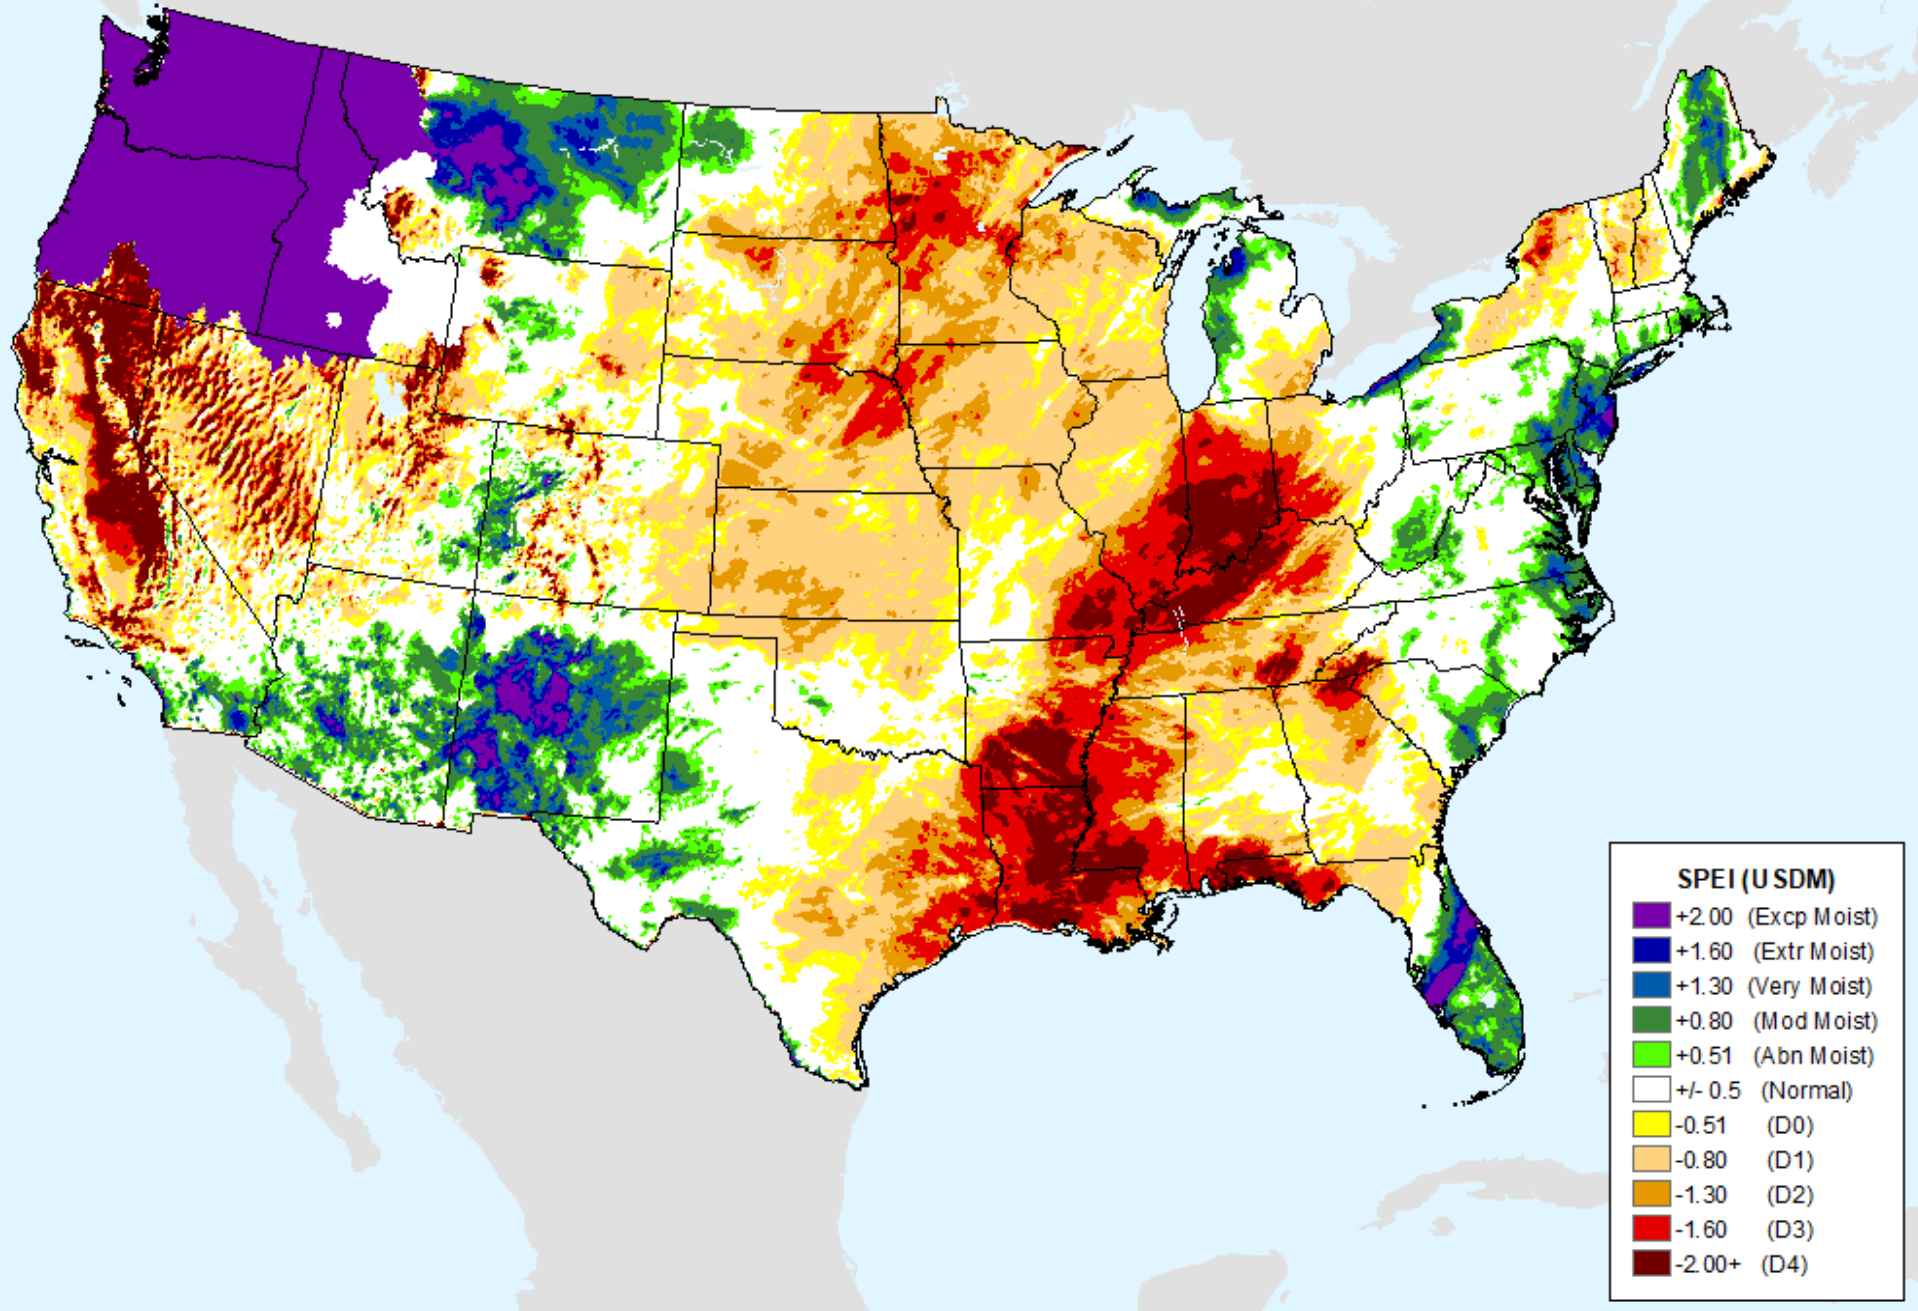 SPEI (USDM)
+2.00 (Excp Moist)
+1.60 (Extr Moist)
+1.30 (Very Moist)
+0.80 (Mod Moist)
+0.51 (Abn Moist)
+/- 0.5 (Normal)
-0.51 (D0)
-0.80 (D1)
-1.30 (D2)
-1.60 (D3)
-2.00+ (D4)